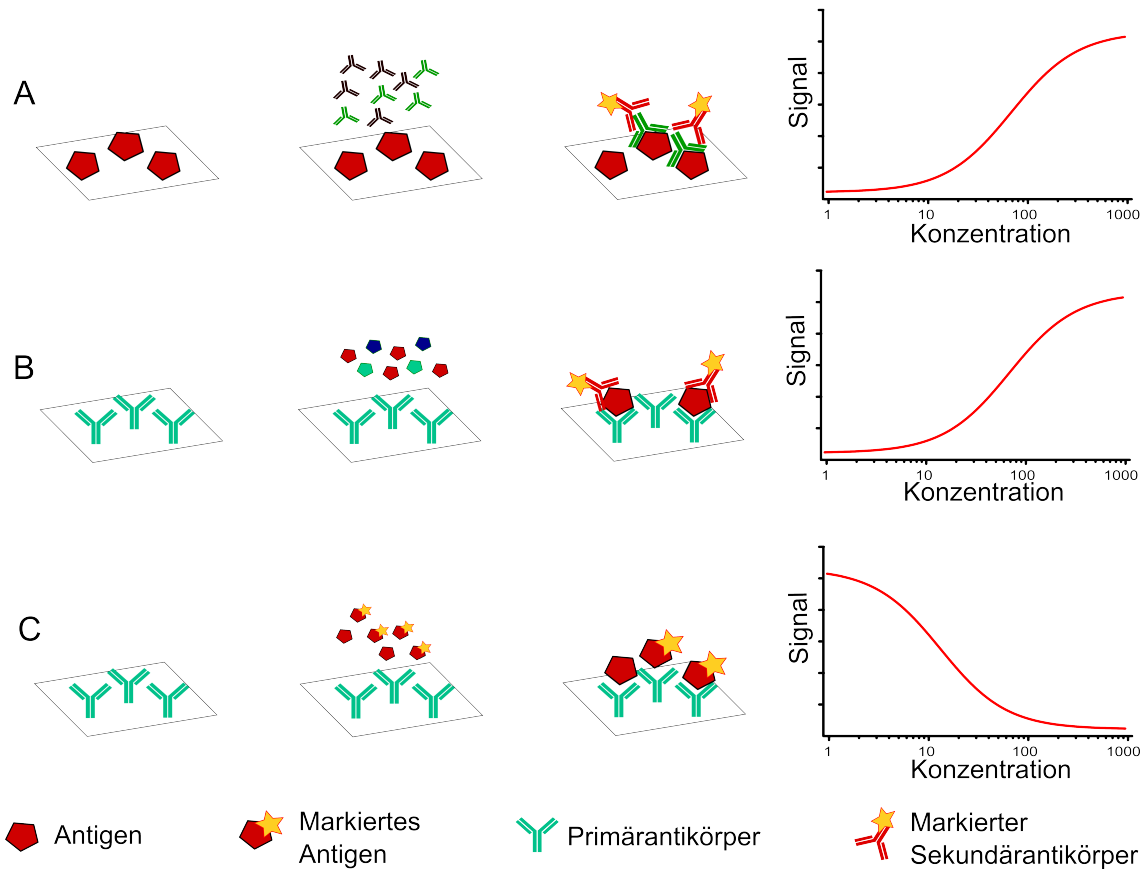 A
Signal
1
10
100
1000
Konzentration
B
Signal
1
10
100
1000
Konzentration
C
Signal
1
10
100
1000
Konzentration
Antigen
Markiertes
Antigen
Primärantikörper
Markierter
Sekundärantikörper